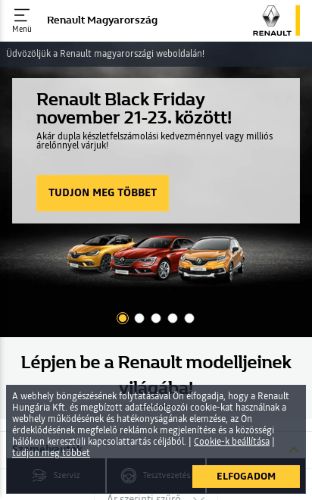 Menü
Renault Magyarország
RENAULT
Üdvözöljük a Renault magyarországi weboldalán!
Renault Black Friday
november 21-23. között!
Akár dupla készletfelszámolási kedvezménnyel vagy milliós
árelőnnyel várjuk!
TUDJON MEG TÖBBET
Lépjen be a Renault modelljeinek
világába!
A webhely böngészésének folytatásával Ön elfogadja, hogy a Renault
Hungária Kft. és megbízott adatfeldolgozói cookie-kat használnak a
webhely működésének és hatékonyságának elemzése, az Ön
érdeklődésének megfelelő reklámok megjelenítése és a közösségi
hálókon keresztüli kapcsolattartás céljából. | Cookie-k beállítása |
tudjon meg többet
Szerviz
Tesztvezetés
ELFOGADOM
Ár szerinti szűrő